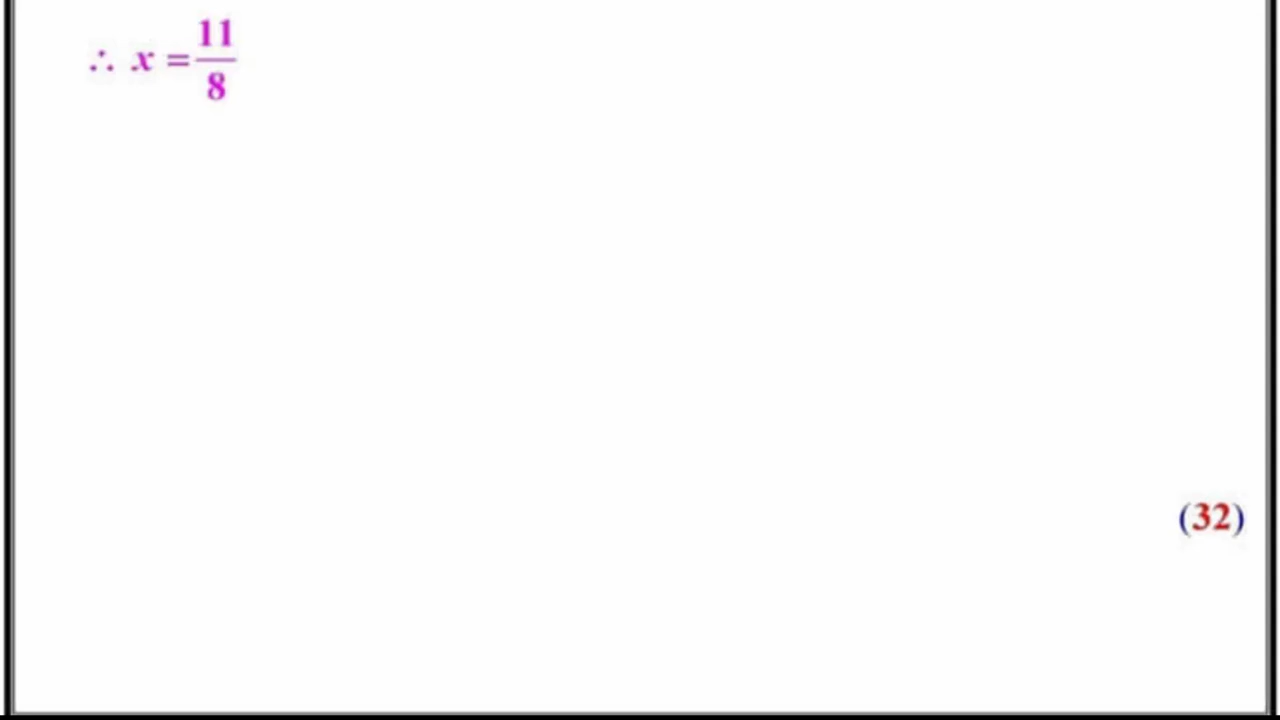 ∴ x = 11/8
(32)